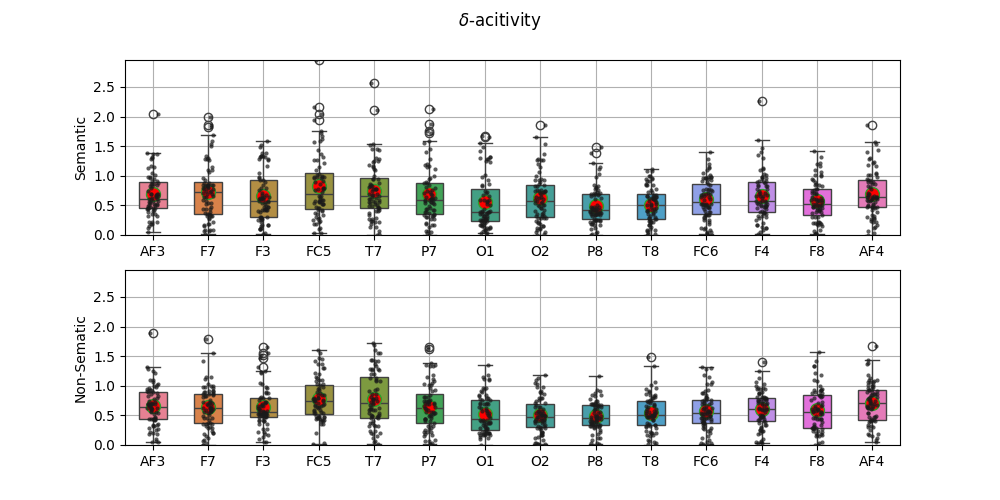 δ-acitivity
Semantic
2.5
2.0
1.5
1.0
0.5
0.0
AF3 F7 F3 FC5 T7 P7 O1 O2 P8 T8 FC6 F4 F8 AF4
Non-Sematic
2.5
2.0
1.5
1.0
0.5
0.0
AF3 F7 F3 FC5 T7 P7 O1 O2 P8 T8 FC6 F4 F8 AF4